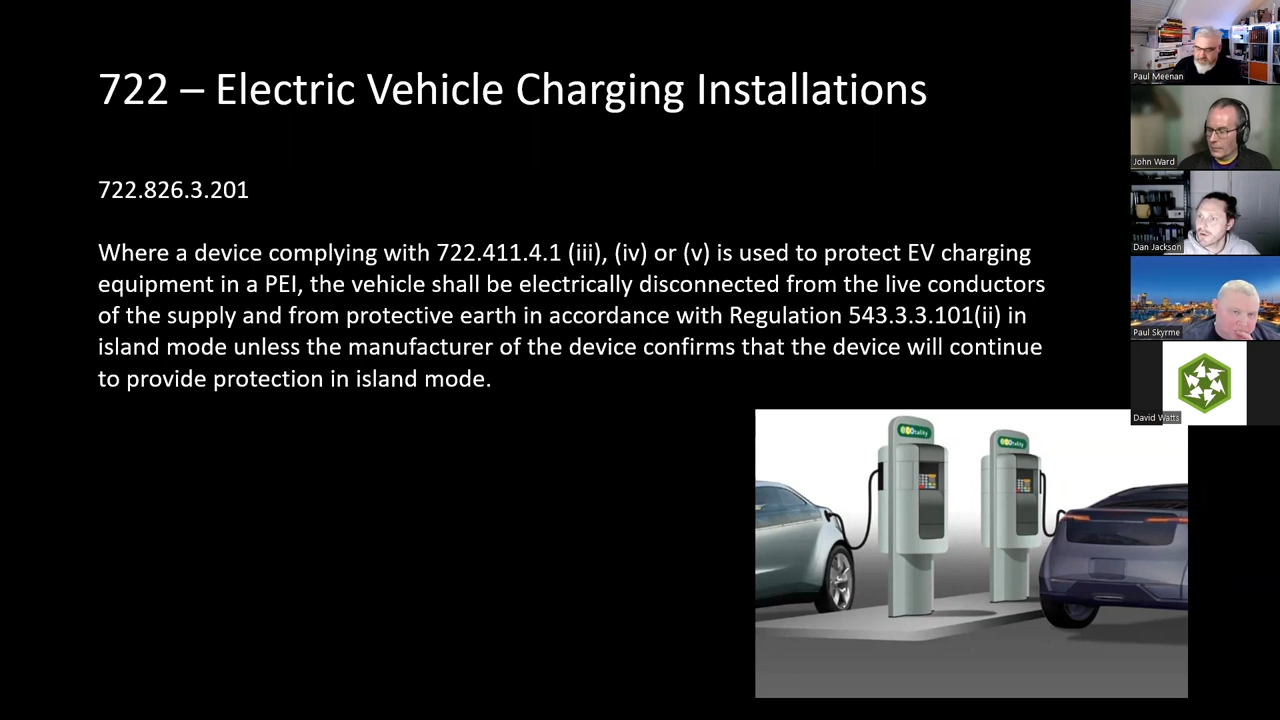 722 – Electric Vehicle Charging Installations
722.826.3.201
Where a device complying with 722.411.4.1 (iii), (iv) or (v) is used to protect EV charging
equipment in a PEI, the vehicle shall be electrically disconnected from the live conductors
of the supply and from protective earth in accordance with Regulation 543.3.3.101(ii) in
island mode unless the manufacturer of the device confirms that the device will continue
to provide protection in island mode.
Paul Meenan
John Ward
Dan Jackson
Paul Skyrme
David Watts